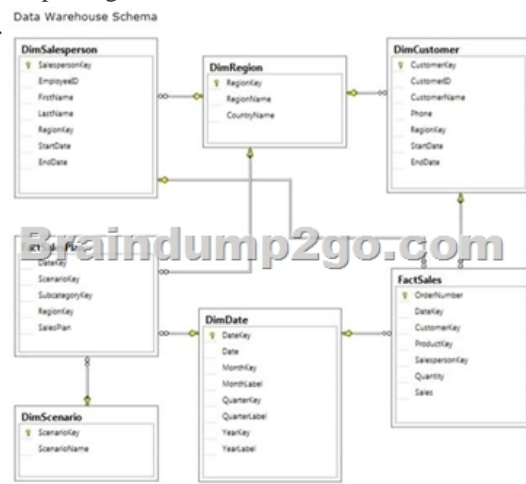 Data Warehouse Schema
DimSalesperson
SalespersonKey
EmployeeID
FirstName
LastName
RegionKey
StartDate
EndDate
DimRegion
RegionKey
RegionName
CountryName
DimCustomer
CustomerKey
CustomerID
CustomerName
Phone
RegionKey
StartDate
EndDate
Braindump2go.com
DateKey
ScenarioKey
SubcategoryKey
RegionKey
SalesPlan
DimDate
DateKey
Date
MonthKey
MonthLabel
QuarterKey
QuarterLabel
YearKey
YearLabel
FactSales
OrderNumber
DateKey
CustomerKey
ProductKey
SalespersonKey
Quantity
Sales
DimScenario
ScenarioKey
ScenarioName